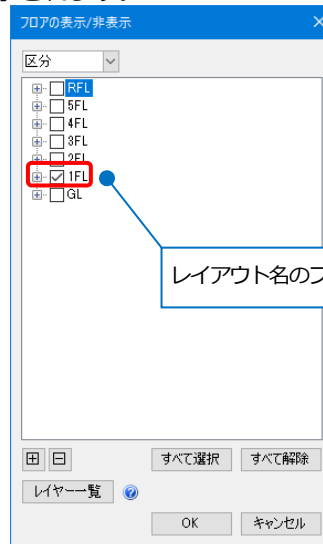 フロアの表示/非表示
区分
RFL
5FL
4FL
3FL
2FL
1FL
GL
レイアウト名のフ
すべて選択 すべて解除
レイヤー一覧
OK キャンセル